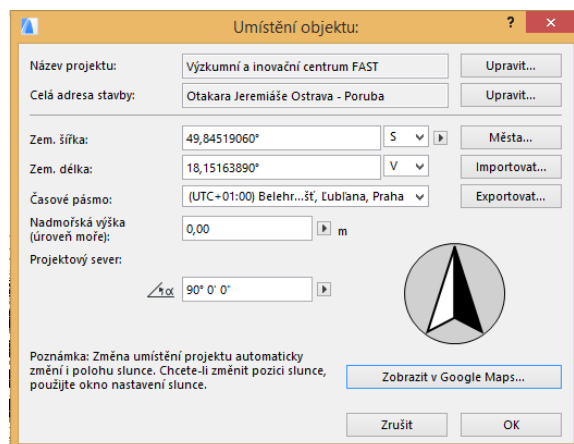 Umístění objektu:
?
×
Název projektu: Výzkumní a inovační centrum FAST Upravit...
Celá adresa stavby: Otakara Jeremiáše Ostrava - Poruba Upravit...
Zem. šířka: 49,84519060° S Města...
Zem. délka: 18,15163890° V Importovat...
Časové pásmo: (UTC+01:00) Belehr...šť, Ľubľana, Praha Exportovat...
Nadmořská výška
(úroveň moře): 0,00 m
Projektový sever:
α 90° 0' 0"
Poznámka: Změna umístění projektu automaticky
změní i polohu slunce. Chcete-li změnit pozici slunce,
použijte okno nastavení slunce.
Zobrazit v Google Maps...
Zrušit OK